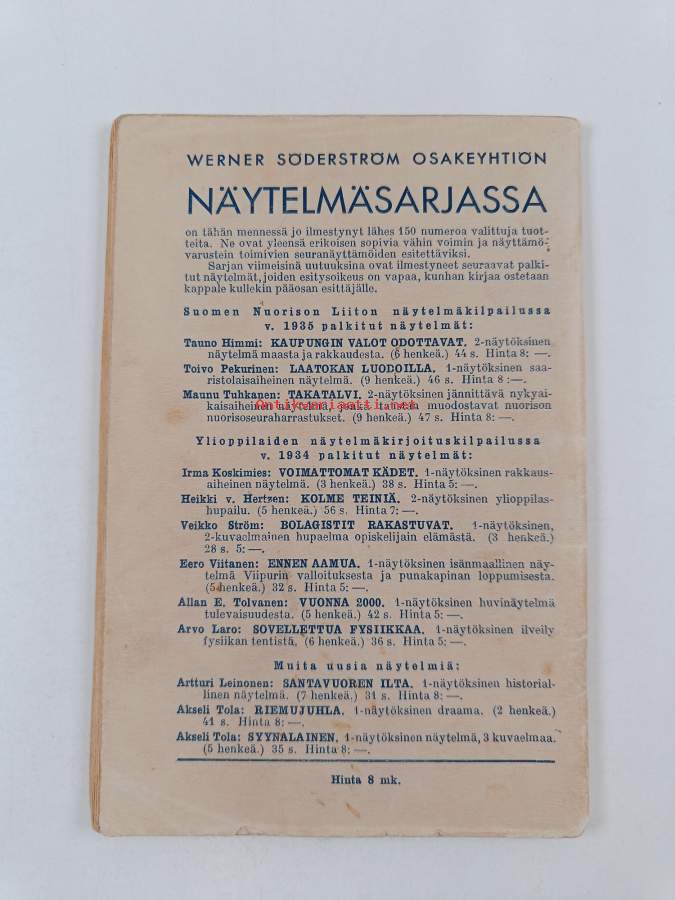 WERNER SÖDERSTRÖM OSAKEYHTIÖN
NÄYTELMÄSARJASSA
on tähän mennessä jo ilmestynyt lähes 150 numeroa valittuja tuot-
teita. Ne ovat yleensä erikoisen sopivia vähin voimin ja näyttämö-
varustein toimivien seuranäyttämöiden esitettäviksi.
Sarjan viimeisinä uutuuksina ovat ilmestyneet seuraavat palki-
tut näytelmät, joiden esitysoikeus on vapaa, kunhan kirjaa ostetaan
kappale kullekin pääosan esittäjälle.
Suomen Nuorison Liiton näytelmäkilpailussa
v. 1935 palkitut näytelmät:
Tauno Himmi: KAUPUNGIN VALOT ODOTTAVAT. 2-näytöksinen
näytelmä maasta ja rakkaudesta. (6 henkeä.) 44 s. Hinta 8: —.
Toivo Pekurinen: LAATOKAN LUODOILLA. 1-näytöksinen saa-
ristolaisaiheinen näytelmä. (9 henkeä.) 46 s. Hinta 8 : —.
Maunu Tuhkanen: TAKATALVI. 2-näytöksinen jännittävä nykyai-
kaisaiheinen näytelmä, jonka taustan muodostavat nuorison
nuorisoseuraharrastukset. (9 henkeä.) 47 s. Hinta 8: —.
Antikvariaatti.net
Ylioppilaiden näytelmäkirjoituskilpailussa
v. 1934 palkitut näytelmät:
Irma Koskimies: VOIMATTOMAT KÄDET. 1-näytöksinen rakkaus-
aiheinen näytelmä. (3 henkeä.) 38 s. Hinta 5: —.
Heikki v. Hertzen: KOLME TEINIÄ. 2-näytöksinen ylioppilas-
hupailu. (5 henkeä.) 56 s. Hinta 7: —.
Veikko Ström: BOLAGISTIT RAKASTUVAT. 1-näytöksinen,
2-kuvaelmainen hupaelma opiskelijain elämästä. (3 henkeä.)
28 s. 5: —.
Eero Viitanen: ENNEN AAMUA. 1-näytöksinen isänmaallinen näy-
telmä Viipurin valloituksesta ja punakapinan loppumisesta.
(5 henkeä.) 32 s. Hinta 5: —.
Allan E. Tolvanen: VUONNA 2000. 1-näytöksinen huvinäytelmä
tulevaisuudesta. (5 henkeä.) 42 s. Hinta 5: —.
Arvo Laro: SOVELLETTUA FYSIIKKAA. 1-näytöksinen ilveily
fysiikan tentistä. (6 henkeä.) 36 s. Hinta 5: —.
Muita uusia näytelmiä:
Artturi Leinonen: SANTAVUOREN ILTA. 1-näytöksinen historial-
linen näytelmä. (7 henkeä.) 31 s. Hinta 8: —.
Akseli Tola: RIEMUJUHLA. 1-näytöksinen draama. (2 henkeä.)
41 s. Hinta 8: —.
Akseli Tola: SYYNALAINEN. 1-näytöksinen näytelmä, 3 kuvaelmaa.
(5 henkeä.) 35 s. Hinta 8: —.
Hinta 8 mk.